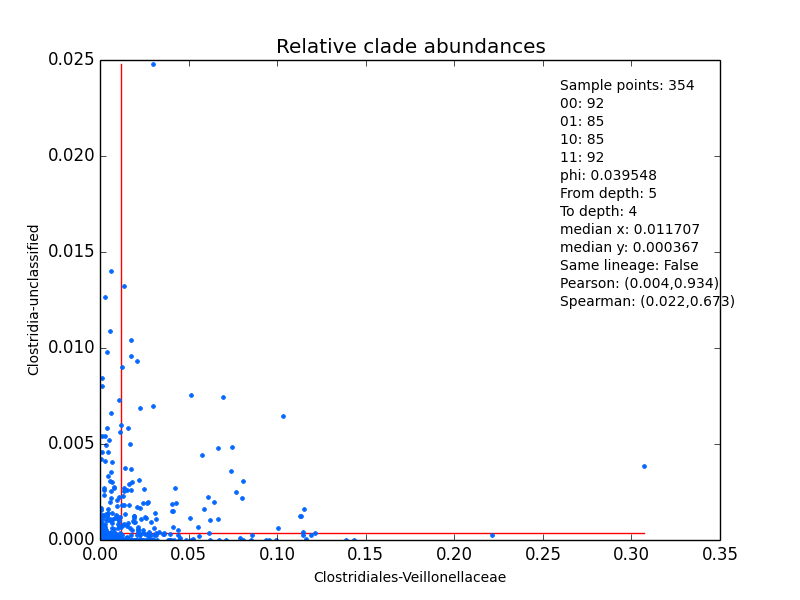 Relative clade abundances
0.025
0.020
0.015
0.010
0.005
0.000
Clostridia-unclassified
Sample points: 354
00: 92
01: 85
10: 85
11: 92
phi: 0.039548
From depth: 5
To depth: 4
median x: 0.011707
median y: 0.000367
Same lineage: False
Pearson: (0.004,0.934)
Spearman: (0.022,0.673)
0.00 0.05 0.10 0.15 0.20 0.25 0.30 0.35
Clostridiales-Veillonellaceae